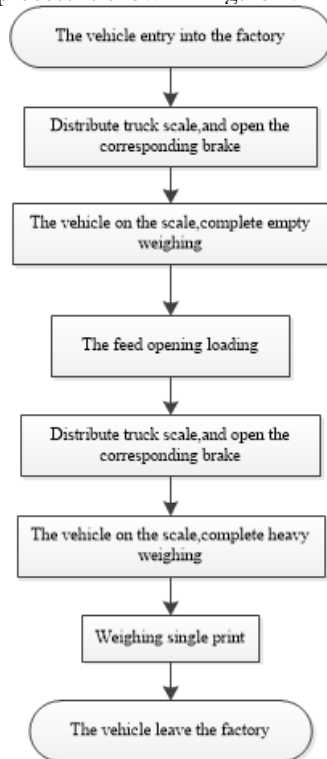 The vehicle entry into the factory
Distribute truck scale,and open the
corresponding brake
The vehicle on the scale,complete empty
weighing
The feed opening loading
Distribute truck scale,and open the
corresponding brake
The vehicle on the scale,complete heavy
weighing
Weighing single print
The vehicle leave the factory